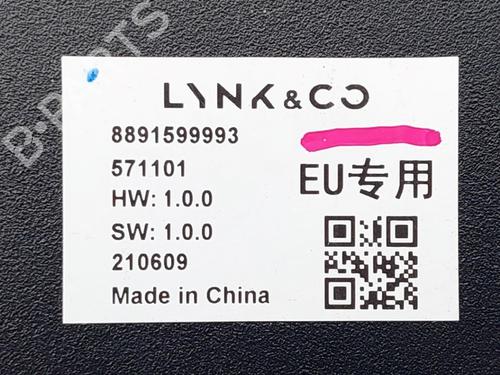 B-PARTS
LYNK & CO
8891599993
571101
EU专用
HW: 1.0.0
SW: 1.0.0
210609
Made in China